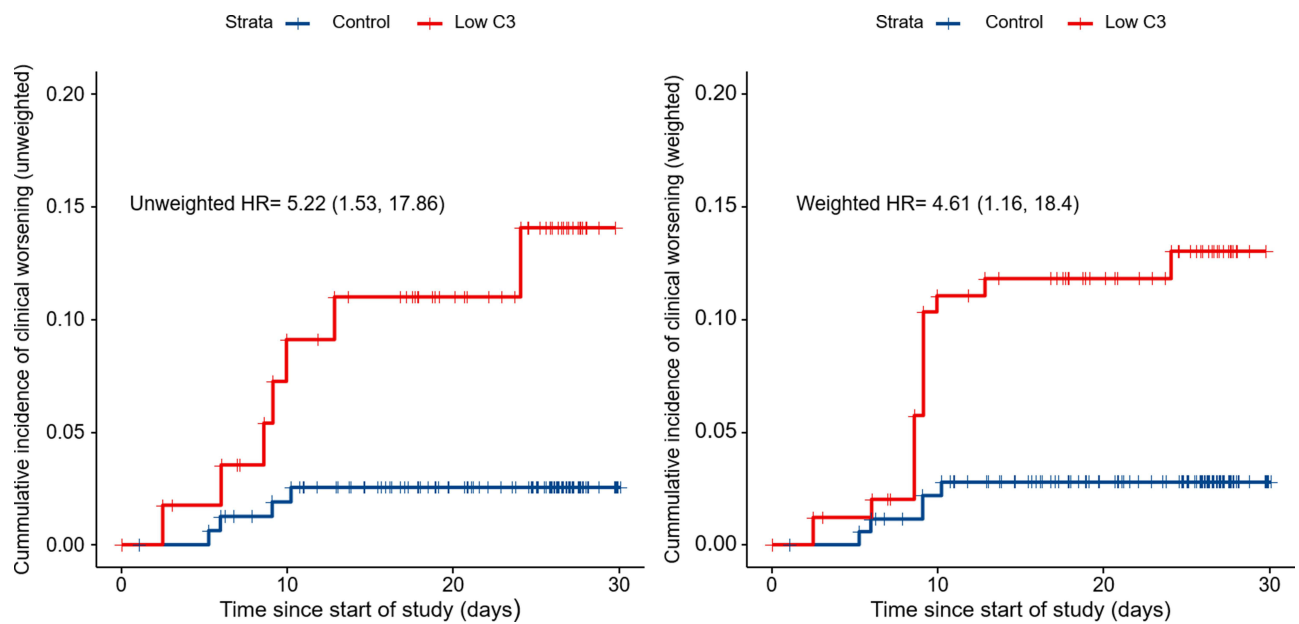 Strata Control Low C3
Cummulative incidence of clinical worsening (unweighted)
0.20
0.15
0.10
0.05
0.00
Unweighted HR= 5.22 (1.53, 17.86)
0 10 20 30
Time since start of study (days)
Strata Control Low C3
Cummulative incidence of clinical worsening (weighted)
0.20
0.15
0.10
0.05
0.00
Weighted HR= 4.61 (1.16, 18.4)
0 10 20 30
Time since start of study (days)